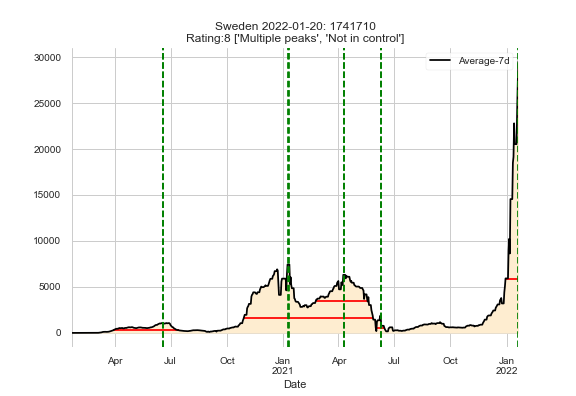 Sweden 2022-01-20: 1741710
Rating:8 ['Multiple peaks', 'Not in control']
Average-7d
30000
25000
20000
15000
10000
5000
0
Apr Jul Oct Jan Apr Jul Oct Jan
2021 2022
Date